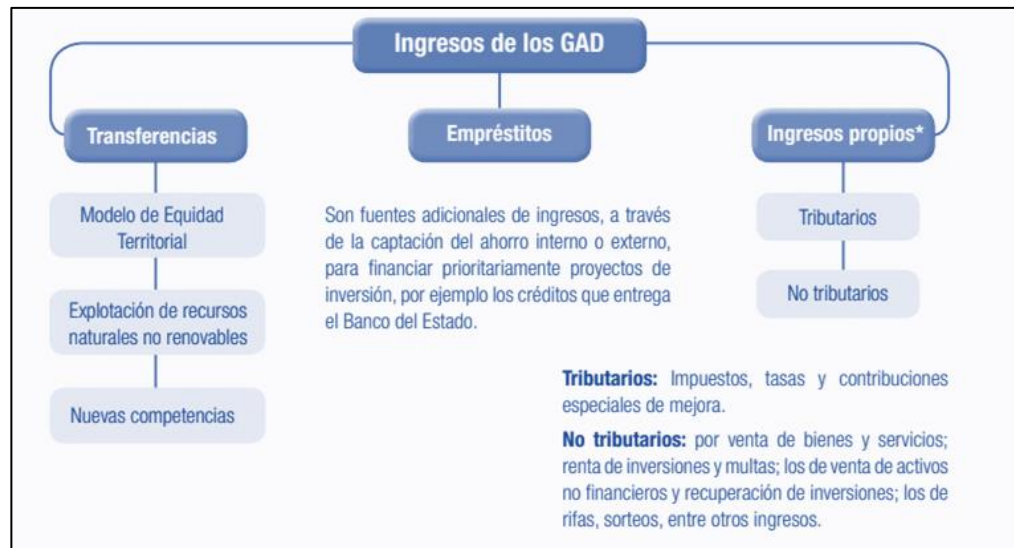 Ingresos de los GAD
Transferencias
Empréstitos
Ingresos propios*
Modelo de Equidad
Territorial
Explotación de recursos
naturales no renovables
Nuevas competencias
Son fuentes adicionales de ingresos, a través
de la captación del ahorro interno o externo,
para financiar prioritariamente proyectos de
inversión, por ejemplo los créditos que entrega
el Banco del Estado.
Tributarios
No tributarios
Tributarios: Impuestos, tasas y contribuciones
especiales de mejora.
No tributarios: por venta de bienes y servicios;
renta de inversiones y multas; los de venta de activos
no financieros y recuperación de inversiones; los de
rifas, sorteos, entre otros ingresos.